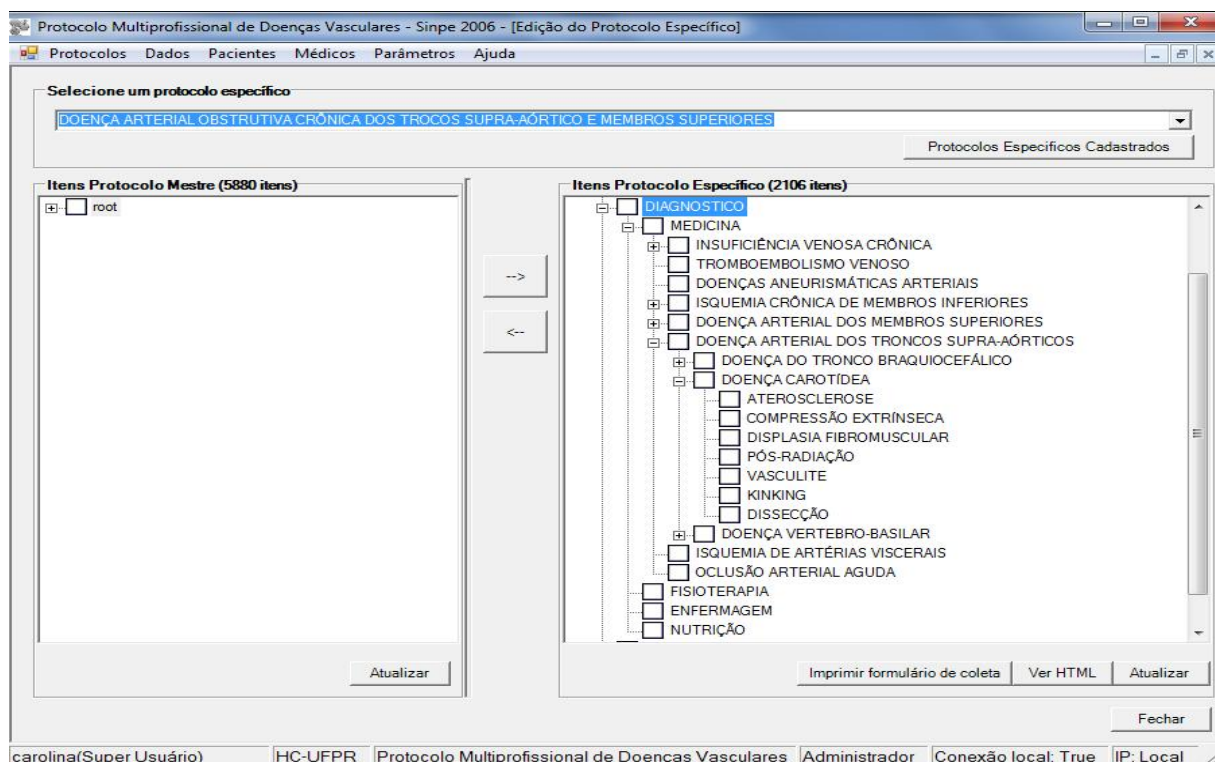 Protocolo Multiprofissional de Doenças Vasculares - Sinpe 2006 - [Edição do Protocolo Específico]
Protocolos Dados Pacientes Médicos Parâmetros Ajuda
Selecione um protocolo específico
DOENÇA ARTERIAL OBSTRUTIVA CRÔNICA DOS TROCOS SUPRA-AÓRTICO E MEMBROS SUPERIORES
Protocolos Especificos Cadastrados
Itens Protocolo Mestre (5880 itens)
root
Atualizar
-->
<--
Itens Protocolo Específico (2106 itens)
DIAGNOSTICO
MEDICINA
INSUFICIÊNCIA VENOSA CRÔNICA
TROMBOEMBOLISMO VENOSO
DOENÇAS ANEURISMÁTICAS ARTERIAIS
ISQUEMIA CRÔNICA DE MEMBROS INFERIORES
DOENÇA ARTERIAL DOS MEMBROS SUPERIORES
DOENÇA ARTERIAL DOS TRONCOS SUPRA-AÓRTICOS
DOENÇA DO TRONCO BRAQUIOCEFÁLICO
DOENÇA CAROTÍDEA
ATEROSCLEROSE
COMPRESSÃO EXTRÍNSECA
DISPLASIA FIBROMUSCULAR
PÓS-RADIAÇÃO
VASCULITE
KINKING
DISSECÇÃO
DOENÇA VERTEBRO-BASILAR
ISQUEMIA DE ARTÉRIAS VISCERAIS
OCLUSÃO ARTERIAL AGUDA
FISIOTERAPIA
ENFERMAGEM
NUTRIÇÃO
Imprimir formulário de coleta Ver HTML Atualizar
Fechar
carolina(Super Usuário) HC-UFPR Protocolo Multiprofissional de Doenças Vasculares Administrador Conexão local: True IP: Local